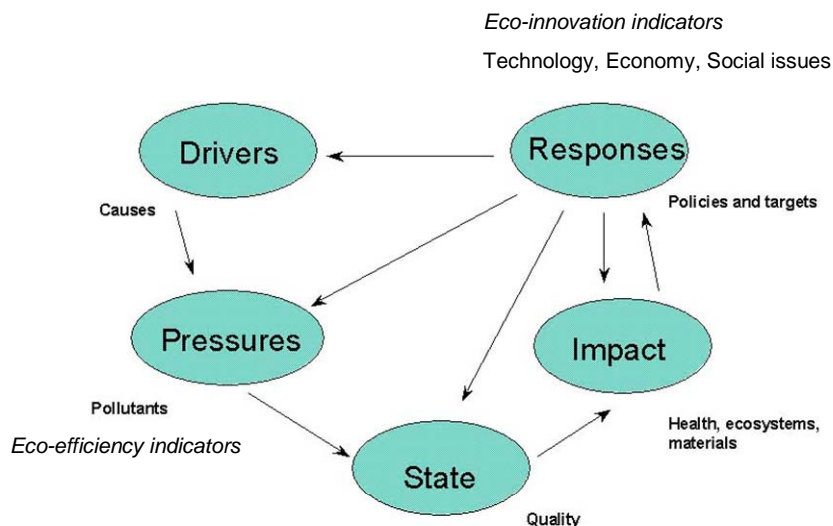 Eco-innovation indicators
Technology, Economy, Social issues
Drivers
Responses
Causes
Policies and targets
Pressures
Impact
Pollutants
Health, ecosystems,
materials
Eco-efficiency indicators
State
Quality